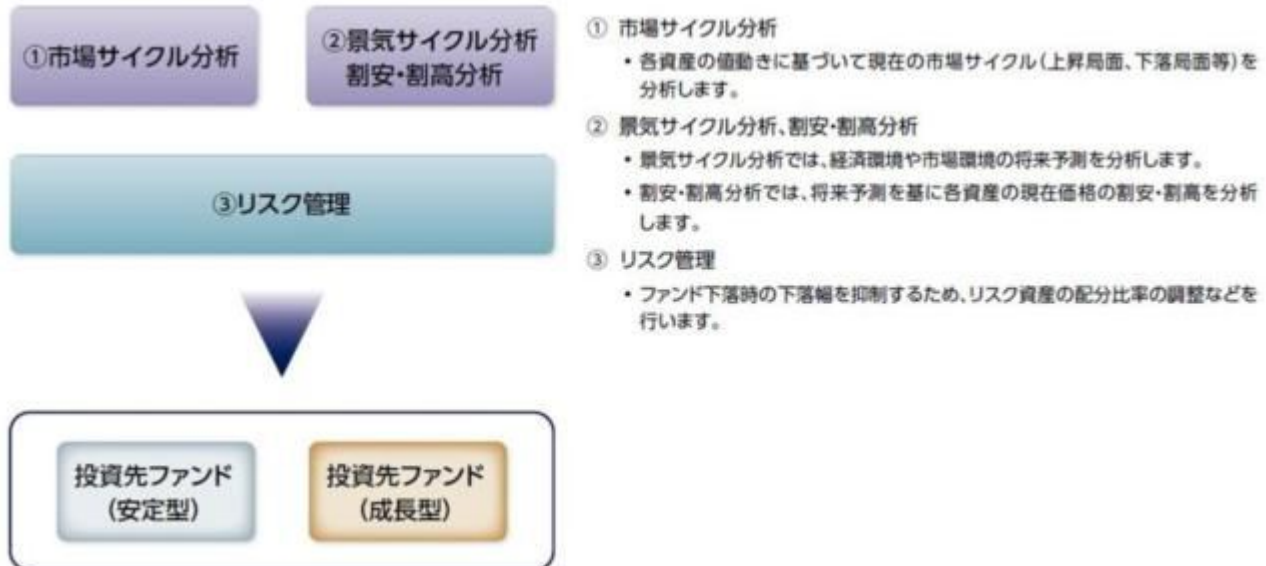 ①市場サイクル分析
②景気サイクル分析
割安・割高分析
③リスク管理
投資先ファンド
(安定型)
投資先ファンド
(成長型)
① 市場サイクル分析
• 各資産の値動きに基づいて現在の市場サイクル(上昇局面、下落局面等)を
分析します。
② 景気サイクル分析、割安・割高分析
• 景気サイクル分析では、経済環境や市場環境の将来予測を分析します。
• 割安・割高分析では、将来予測を基に各資産の現在価格の割安・割高を分析
します。
③ リスク管理
• ファンド下落時の下落幅を抑制するため、リスク資産の配分比率の調整などを
行います。